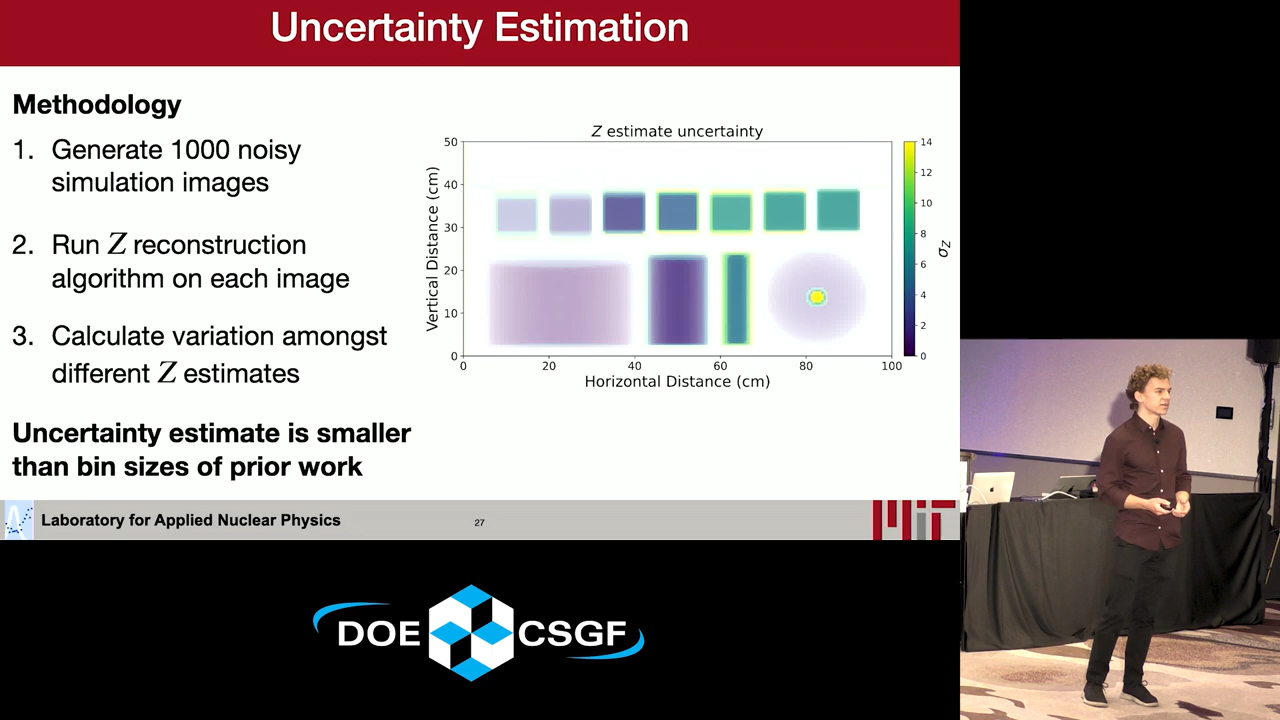 Uncertainty Estimation
Methodology
1. Generate 1000 noisy
simulation images
2. Run Z reconstruction
algorithm on each image
3. Calculate variation amongst
different Z estimates
Uncertainty estimate is smaller
than bin sizes of prior work
Z estimate uncertainty
50
40
30
20
10
0
Vertical Distance (cm)
0 20 40 60 80 100
Horizontal Distance (cm)
14
12
10
8
6
4
2
0
σZ
Laboratory for Applied Nuclear Physics
27
MIT
DOE CSGF